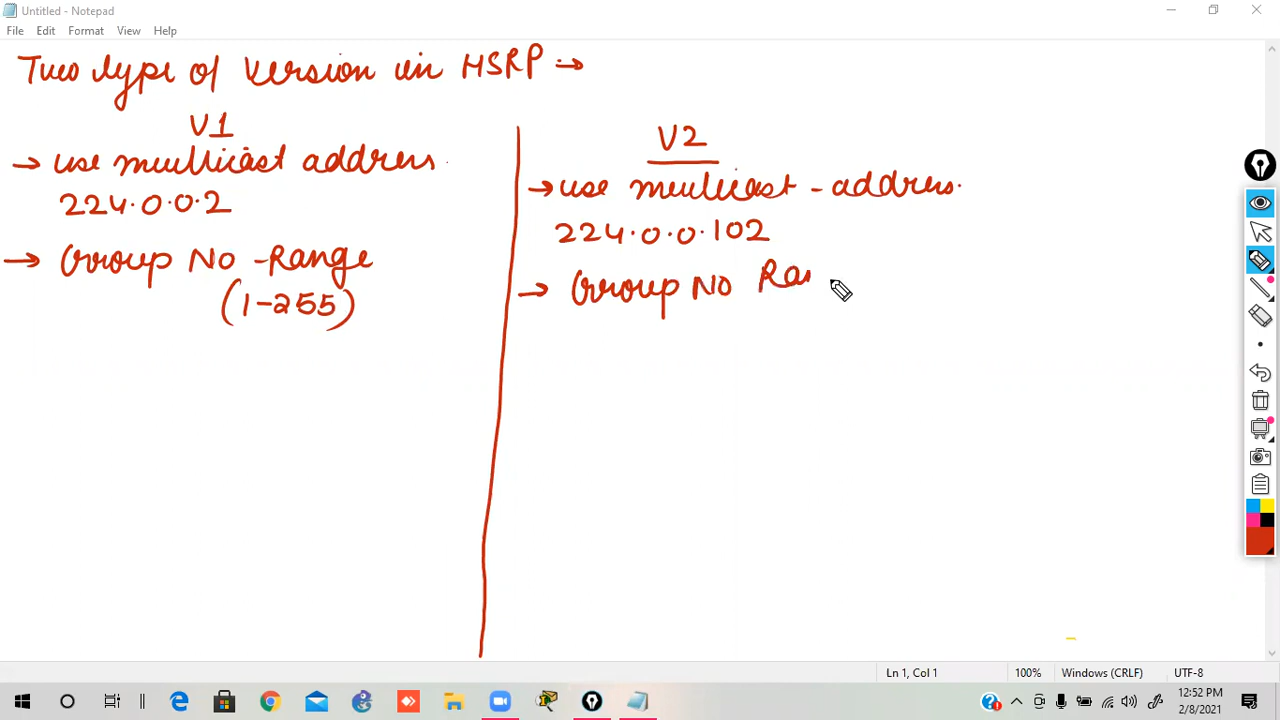 Untitled - Notepad
File Edit Format View Help
Two type of version in HSRP →
V1
→ use multicast address
224.0.0.2
→ Group No -Range
(1-255)
V2
→ use multicast - address.
224.0.0.102
→ Group No Ran
Ln 1, Col 1 100% Windows (CRLF) UTF-8
12:52 PM
2/8/2021